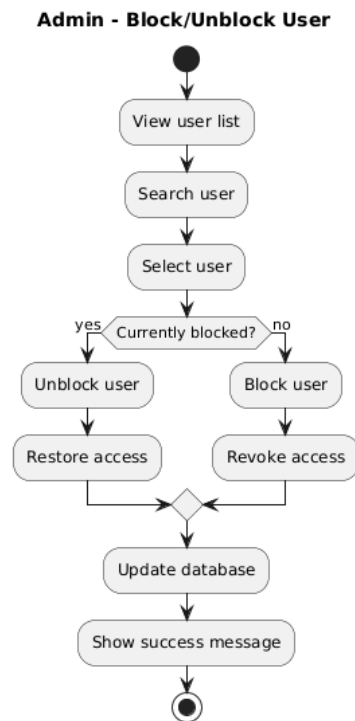 Admin - Block/Unblock User
View user list
Search user
Select user
yes
Currently blocked?
no
Unblock user
Block user
Restore access
Revoke access
Update database
Show success message